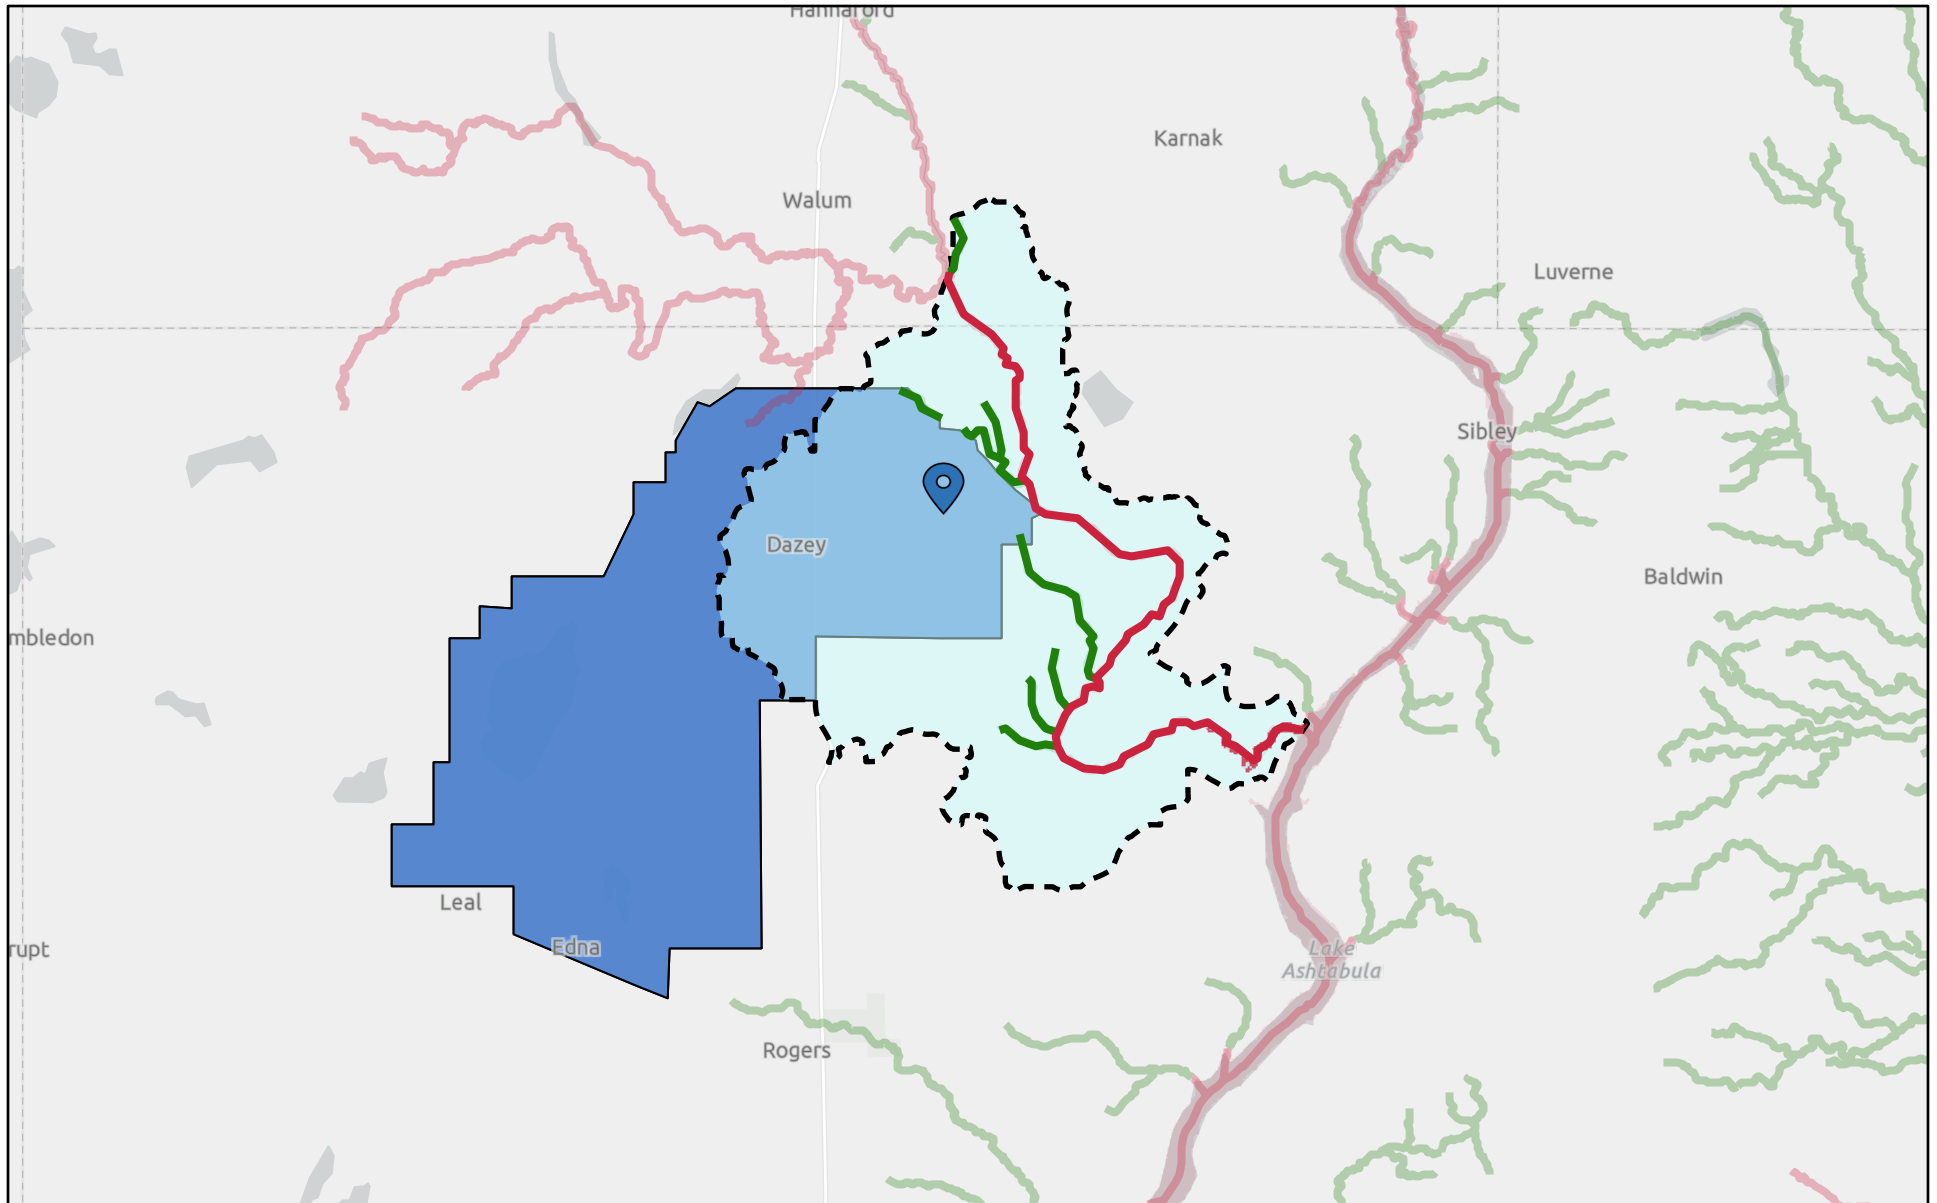 Hannaford
Karnak
Walum
Luverne
Sibley
Dazey
Baldwin
mbledon
Leal
Edna
rupt
Lake
Ashtabula
Rogers